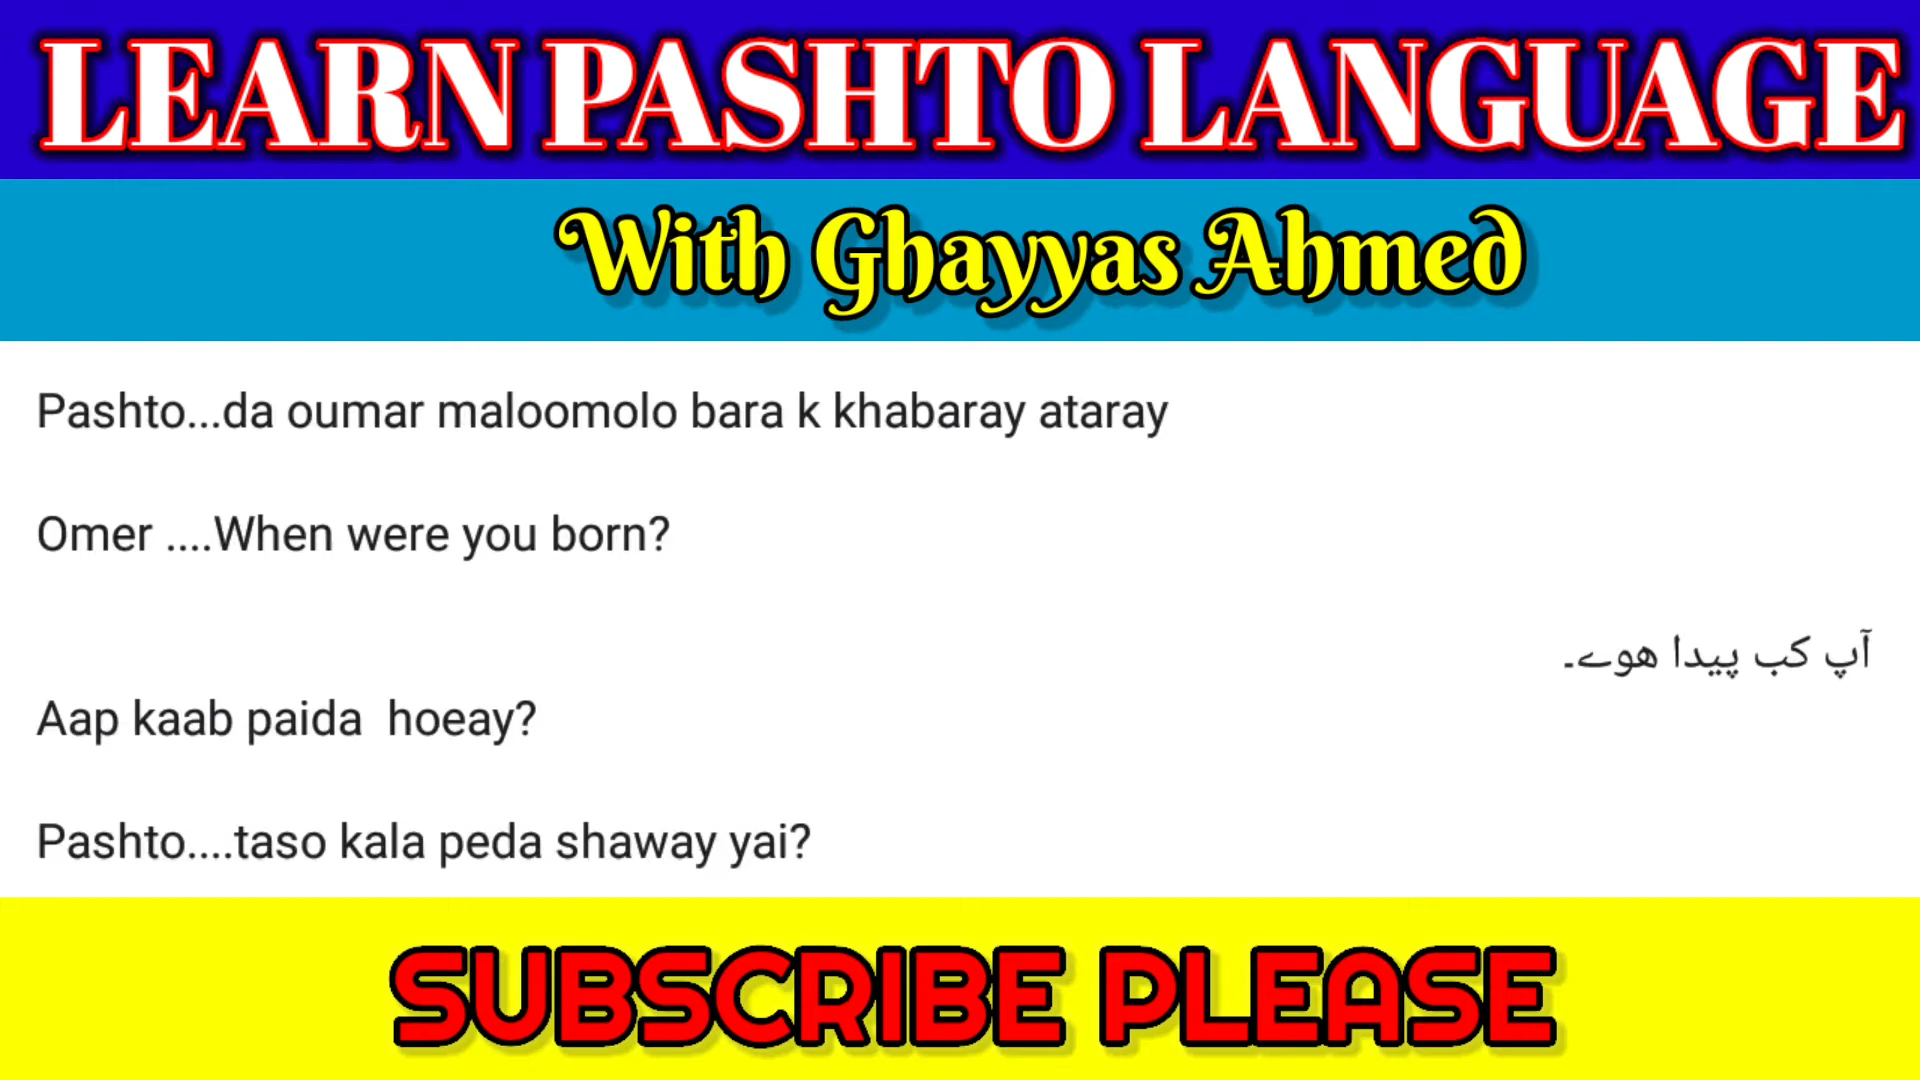 LEARN PASHTO LANGUAGE
With Ghayyas Ahmed
Pashto...da oumar maloomolo bara k khabaray ataray
Omer ....When were you born?
آپ کب پیدا ھوے۔
Aap kaab paida  hoeay?
Pashto....taso kala peda shaway yai?
SUBSCRIBE PLEASE